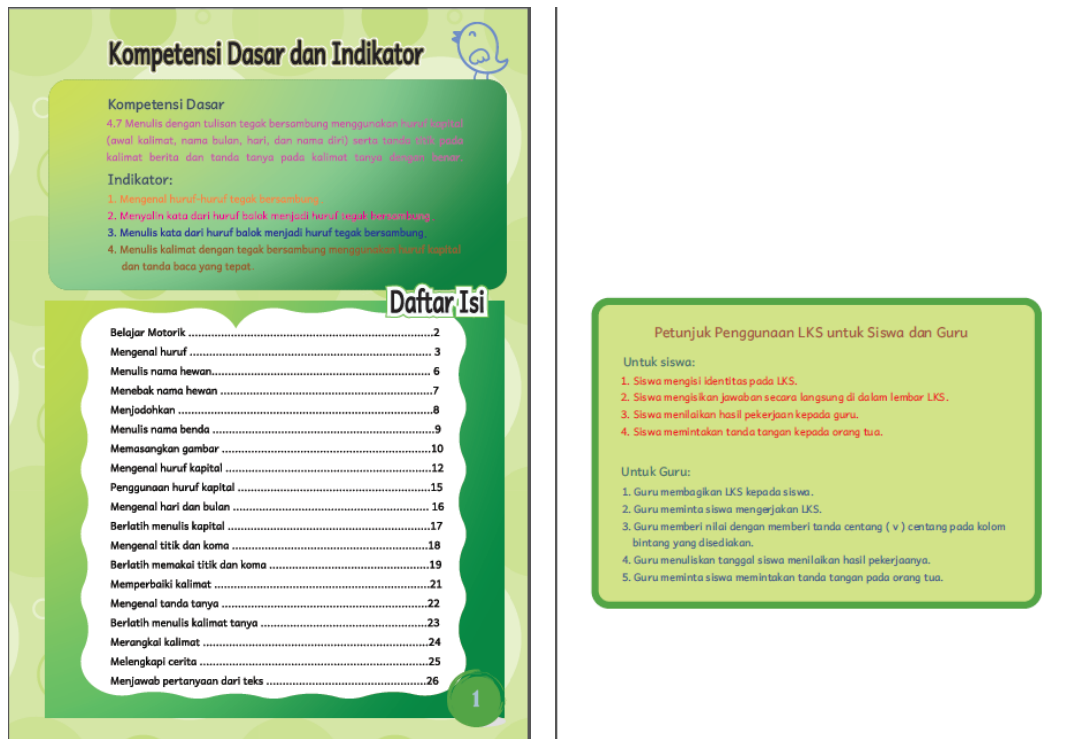 Kompetensi Dasar dan Indikator
Kompetensi Dasar
4.7 Menulis dengan tulisan tegak bersambung menggunakan huruf kapital
(awal kalimat, nama bulan, hari, dan nama diri) serta tanda titik pada
kalimat berita dan tanda tanya pada kalimat tanya dengan benar.
Indikator:
1. Mengenal huruf-huruf tegak bersambung.
2. Menyalin kata dari huruf balok menjadi huruf teguk bersambung
3. Menulis kata dari huruf balok menjadi huruf tegak bersambung.
4. Menulis kalimat dengan tegak bersambung menggunakan huruf kapital
dan tanda baca yang tepat.
Daftar Isi
Belajar Motorik ........................................................................2
Mengenal huruf ........................................................................ 3
Menulis nama hewan................................................................. 6
Menebak nama hewan ...............................................................7
Menjodohkan ...........................................................................8
Menulis nama benda .................................................................9
Memasangkan gambar ..............................................................10
Mengenal huruf kapital .............................................................12
Penggunaan huruf kapital .........................................................15
Mengenal hari dan bulan .......................................................... 16
Berlatih menulis kapital ............................................................17
Mengenal titik dan koma ..........................................................18
Berlatih memakai titik dan koma ...............................................19
Memperbaiki kalimat ................................................................21
Mengenal tanda tanya .............................................................22
Berlatih menulis kalimat tanya ..................................................23
Merangkai kalimat ...................................................................24
Melengkapi cerita ....................................................................25
Menjawab pertanyaan dari teks ................................................26
1
Petunjuk Penggunaan LKS untuk Siswa dan Guru
Untuk siswa:
1. Siswa mengisi identitas pada LKS.
2. Siswa mengisikan jawaban secara langsung di dalam lembar LKS.
3. Siswa menilaikan hasil pekerjaan kepada guru.
4. Siswa memintakan tanda tangan kepada orang tua.
Untuk Guru:
1. Guru membagikan LKS kepada siswa.
2. Guru meminta siswa mengerjakan LKS.
3. Guru memberi nilai dengan memberi tanda centang ( v ) centang pada kolom
bintang yang disediakan.
4. Guru menuliskan tanggal siswa menilaikan hasil pekerjaanya.
5. Guru meminta siswa memintakan tanda tangan pada orang tua.